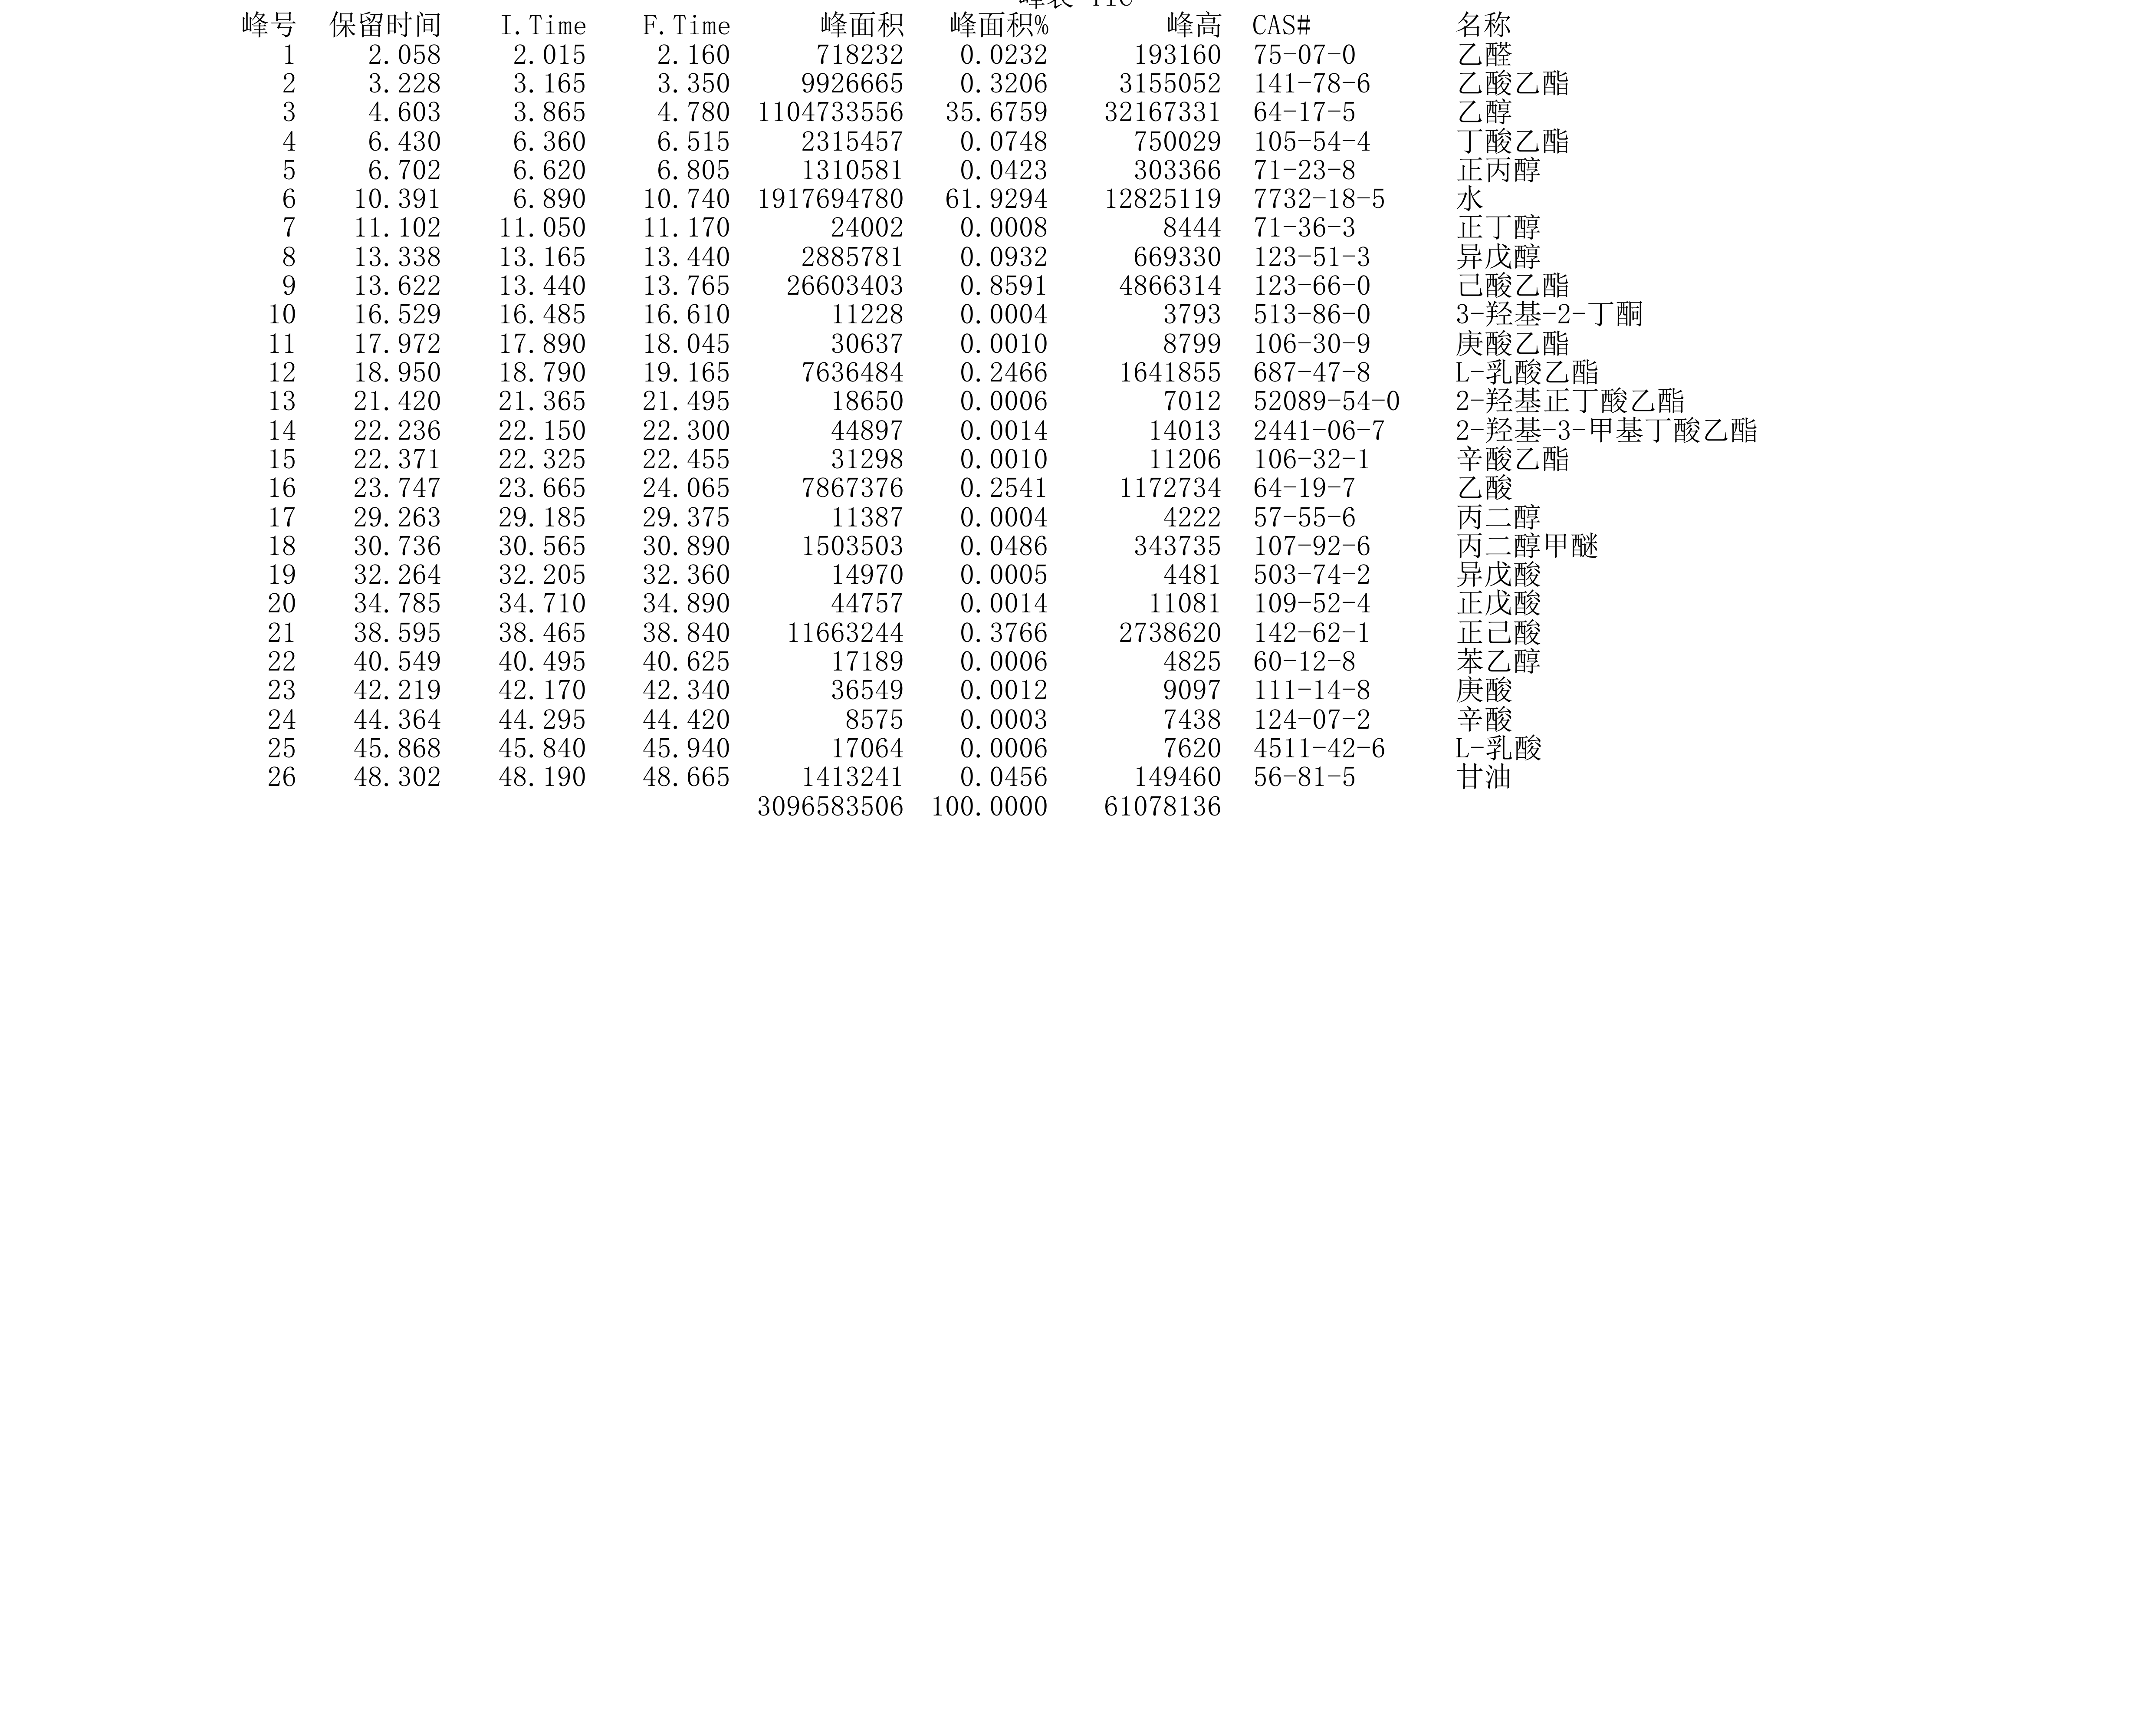 峰表 TIC
峰号 保留时间 I.Time F.Time 峰面积 峰面积% 峰高 CAS# 名称
1 2.058 2.015 2.160 718232 0.0232 193160 75-07-0 乙醛
2 3.228 3.165 3.350 9926665 0.3206 3155052 141-78-6 乙酸乙酯
3 4.603 3.865 4.780 1104733556 35.6759 32167331 64-17-5 乙醇
4 6.430 6.360 6.515 2315457 0.0748 750029 105-54-4 丁酸乙酯
5 6.702 6.620 6.805 1310581 0.0423 303366 71-23-8 正丙醇
6 10.391 6.890 10.740 1917694780 61.9294 12825119 7732-18-5 水
7 11.102 11.050 11.170 24002 0.0008 8444 71-36-3 正丁醇
8 13.338 13.165 13.440 2885781 0.0932 669330 123-51-3 异戊醇
9 13.622 13.440 13.765 26603403 0.8591 4866314 123-66-0 己酸乙酯
10 16.529 16.485 16.610 11228 0.0004 3793 513-86-0 3-羟基-2-丁酮
11 17.972 17.890 18.045 30637 0.0010 8799 106-30-9 庚酸乙酯
12 18.950 18.790 19.165 7636484 0.2466 1641855 687-47-8 L-乳酸乙酯
13 21.420 21.365 21.495 18650 0.0006 7012 52089-54-0 2-羟基正丁酸乙酯
14 22.236 22.150 22.300 44897 0.0014 14013 2441-06-7 2-羟基-3-甲基丁酸乙酯
15 22.371 22.325 22.455 31298 0.0010 11206 106-32-1 辛酸乙酯
16 23.747 23.665 24.065 7867376 0.2541 1172734 64-19-7 乙酸
17 29.263 29.185 29.375 11387 0.0004 4222 57-55-6 丙二醇
18 30.736 30.565 30.890 1503503 0.0486 343735 107-92-6 丙二醇甲醚
19 32.264 32.205 32.360 14970 0.0005 4481 503-74-2 异戊酸
20 34.785 34.710 34.890 44757 0.0014 11081 109-52-4 正戊酸
21 38.595 38.465 38.840 11663244 0.3766 2738620 142-62-1 正己酸
22 40.549 40.495 40.625 17189 0.0006 4825 60-12-8 苯乙醇
23 42.219 42.170 42.340 36549 0.0012 9097 111-14-8 庚酸
24 44.364 44.295 44.420 8575 0.0003 7438 124-07-2 辛酸
25 45.868 45.840 45.940 17064 0.0006 7620 4511-42-6 L-乳酸
26 48.302 48.190 48.665 1413241 0.0456 149460 56-81-5 甘油
3096583506 100.0000 61078136